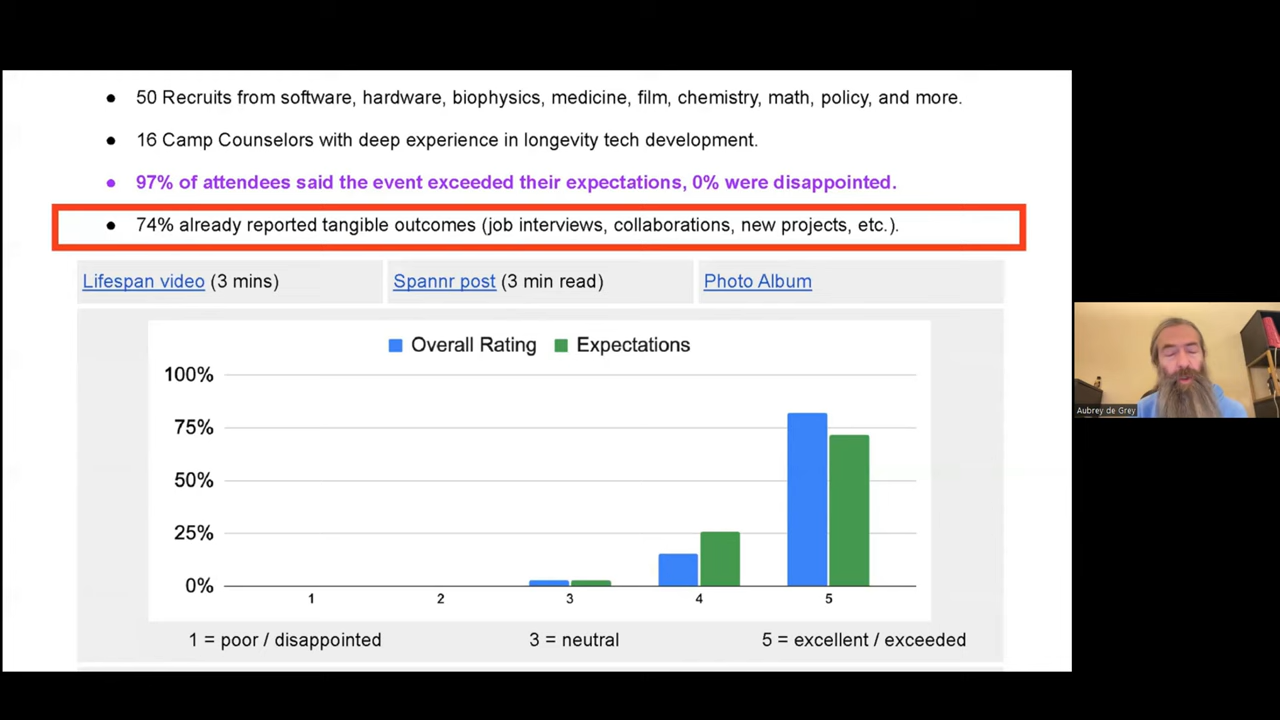 ● 50 Recruits from software, hardware, biophysics, medicine, film, chemistry, math, policy, and more.
● 16 Camp Counselors with deep experience in longevity tech development.
● 97% of attendees said the event exceeded their expectations, 0% were disappointed.
● 74% already reported tangible outcomes (job interviews, collaborations, new projects, etc.).
Lifespan video (3 mins) Spannr post (3 min read) Photo Album
Overall Rating Expectations
100%
75%
50%
25%
0%
1 2 3 4 5
1 = poor / disappointed 3 = neutral 5 = excellent / exceeded
Aubrey de Grey